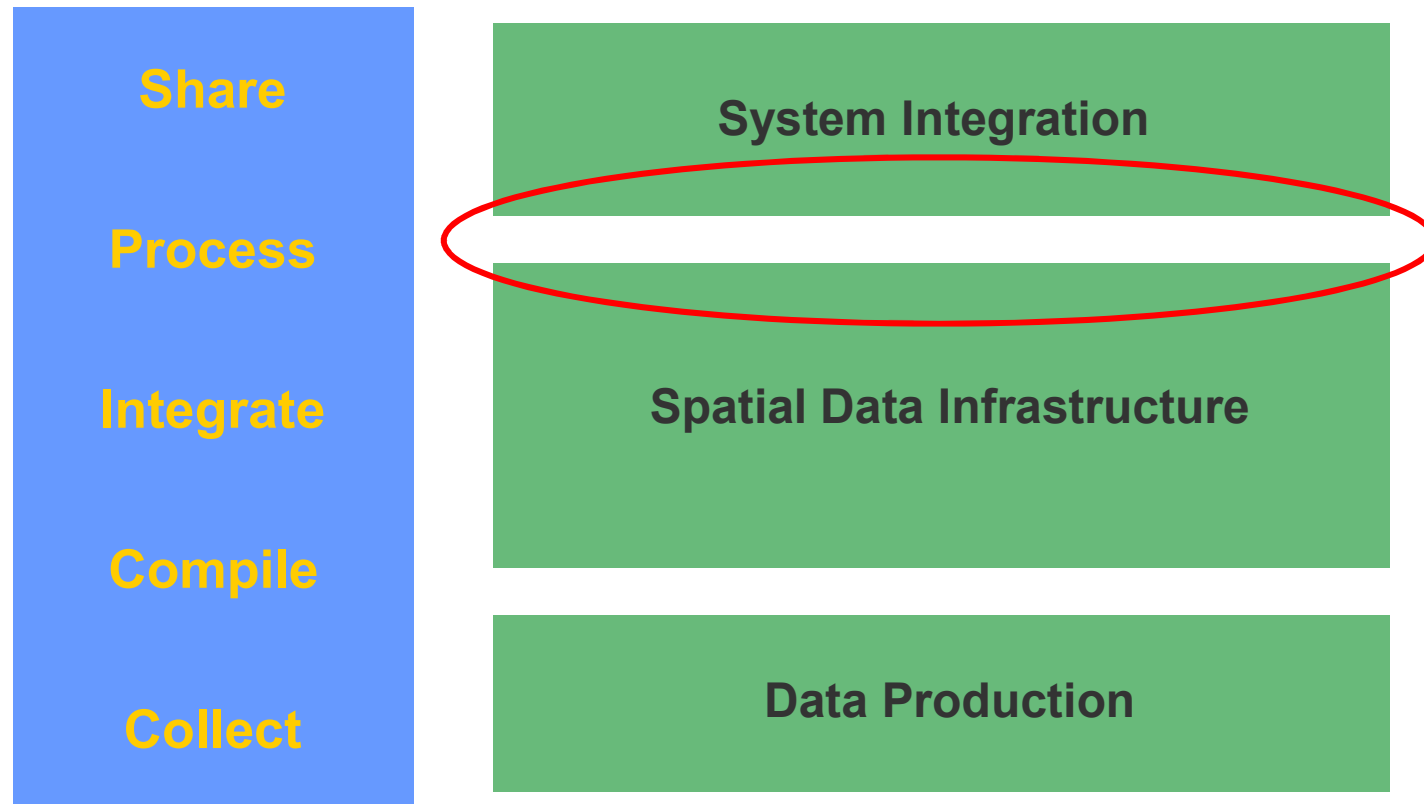 Share
Process
Integrate
Compile
Collect
System Integration
Spatial Data Infrastructure
Data Production